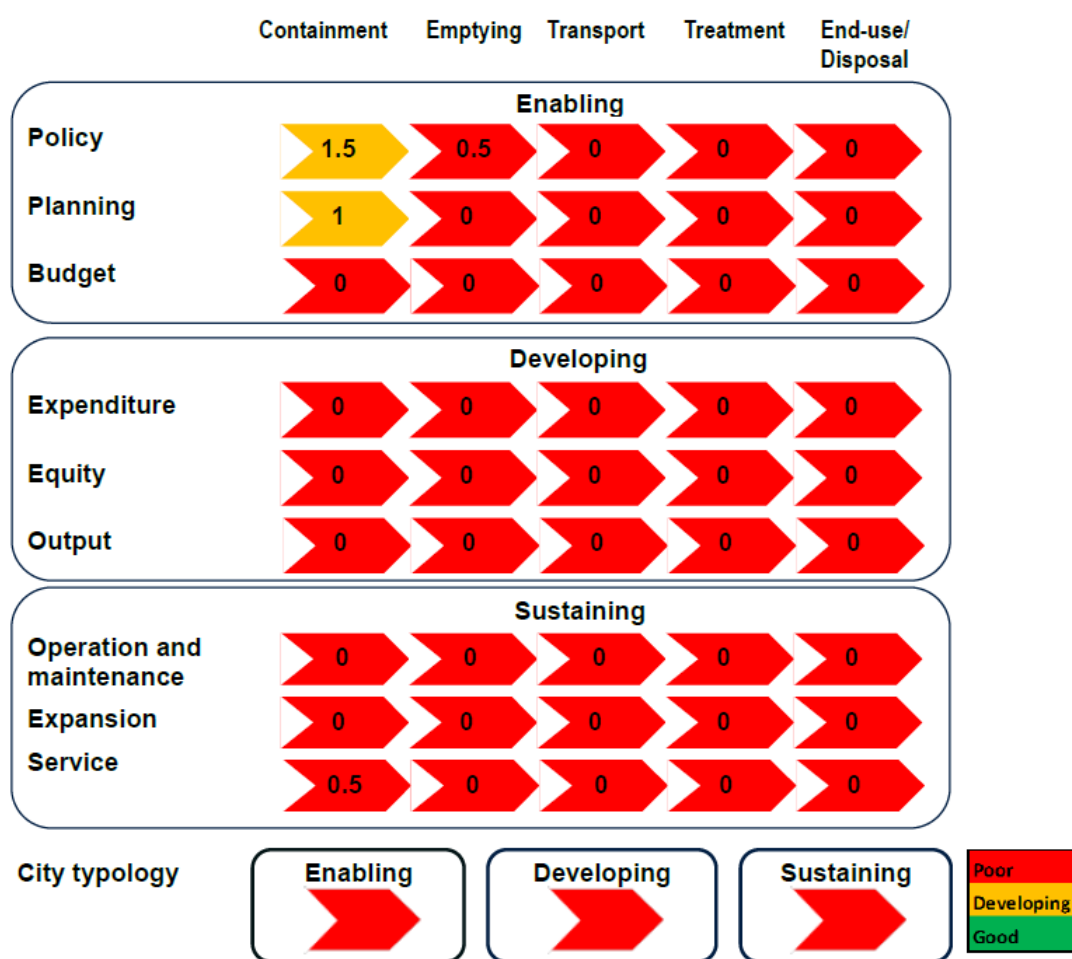 Containment Emptying Transport Treatment End-use/
Disposal
Enabling
Policy 1.5 0.5 0 0 0
Planning 1 0 0 0 0
Budget 0 0 0 0 0
Developing
Expenditure 0 0 0 0 0
Equity 0 0 0 0 0
Output 0 0 0 0 0
Sustaining
Operation and
maintenance 0 0 0 0 0
Expansion 0 0 0 0 0
Service 0.5 0 0 0 0
City typology Enabling Developing Sustaining
Poor
Developing
Good